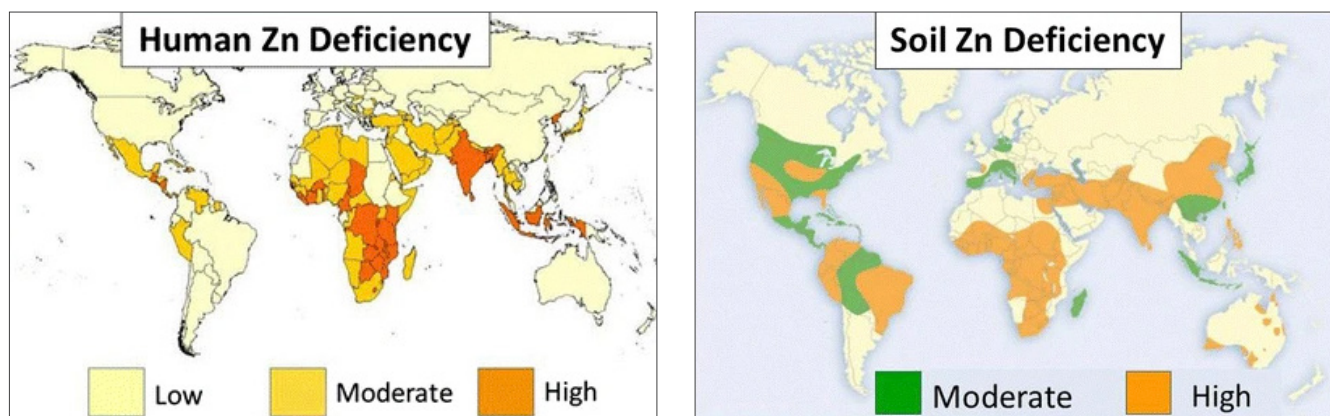 Human Zn Deficiency
Low
Moderate
High
Soil Zn Deficiency
Moderate
High